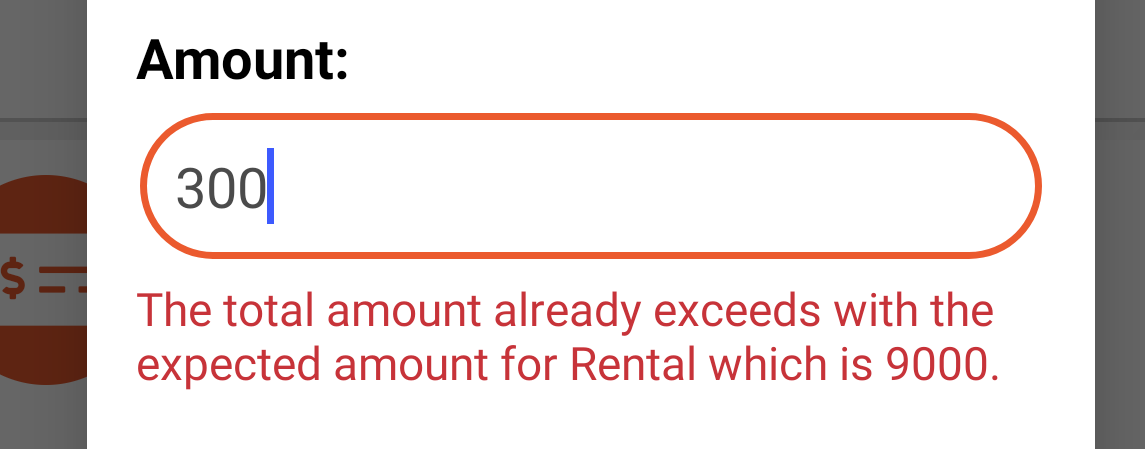 Amount:
300
$
The total amount already exceeds with the
expected amount for Rental which is 9000.